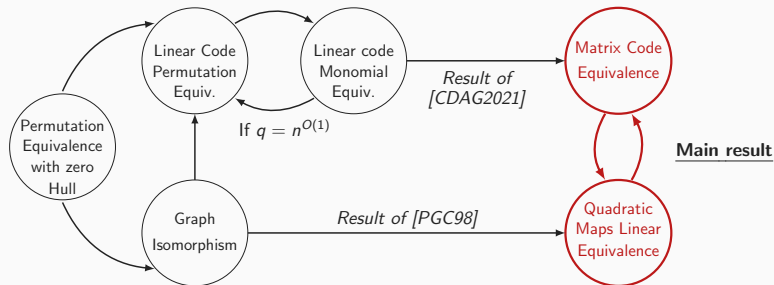 Linear Code
Permutation
Equiv.
Linear code
Monomial
Equiv.
Matrix Code
Equivalence
Result of
[CDAG2021]
If q = n^{O(1)}
Permutation
Equivalence
with zero
Hull
Main result
Graph
Isomorphism
Result of [PGC98]
Quadratic
Maps Linear
Equivalence